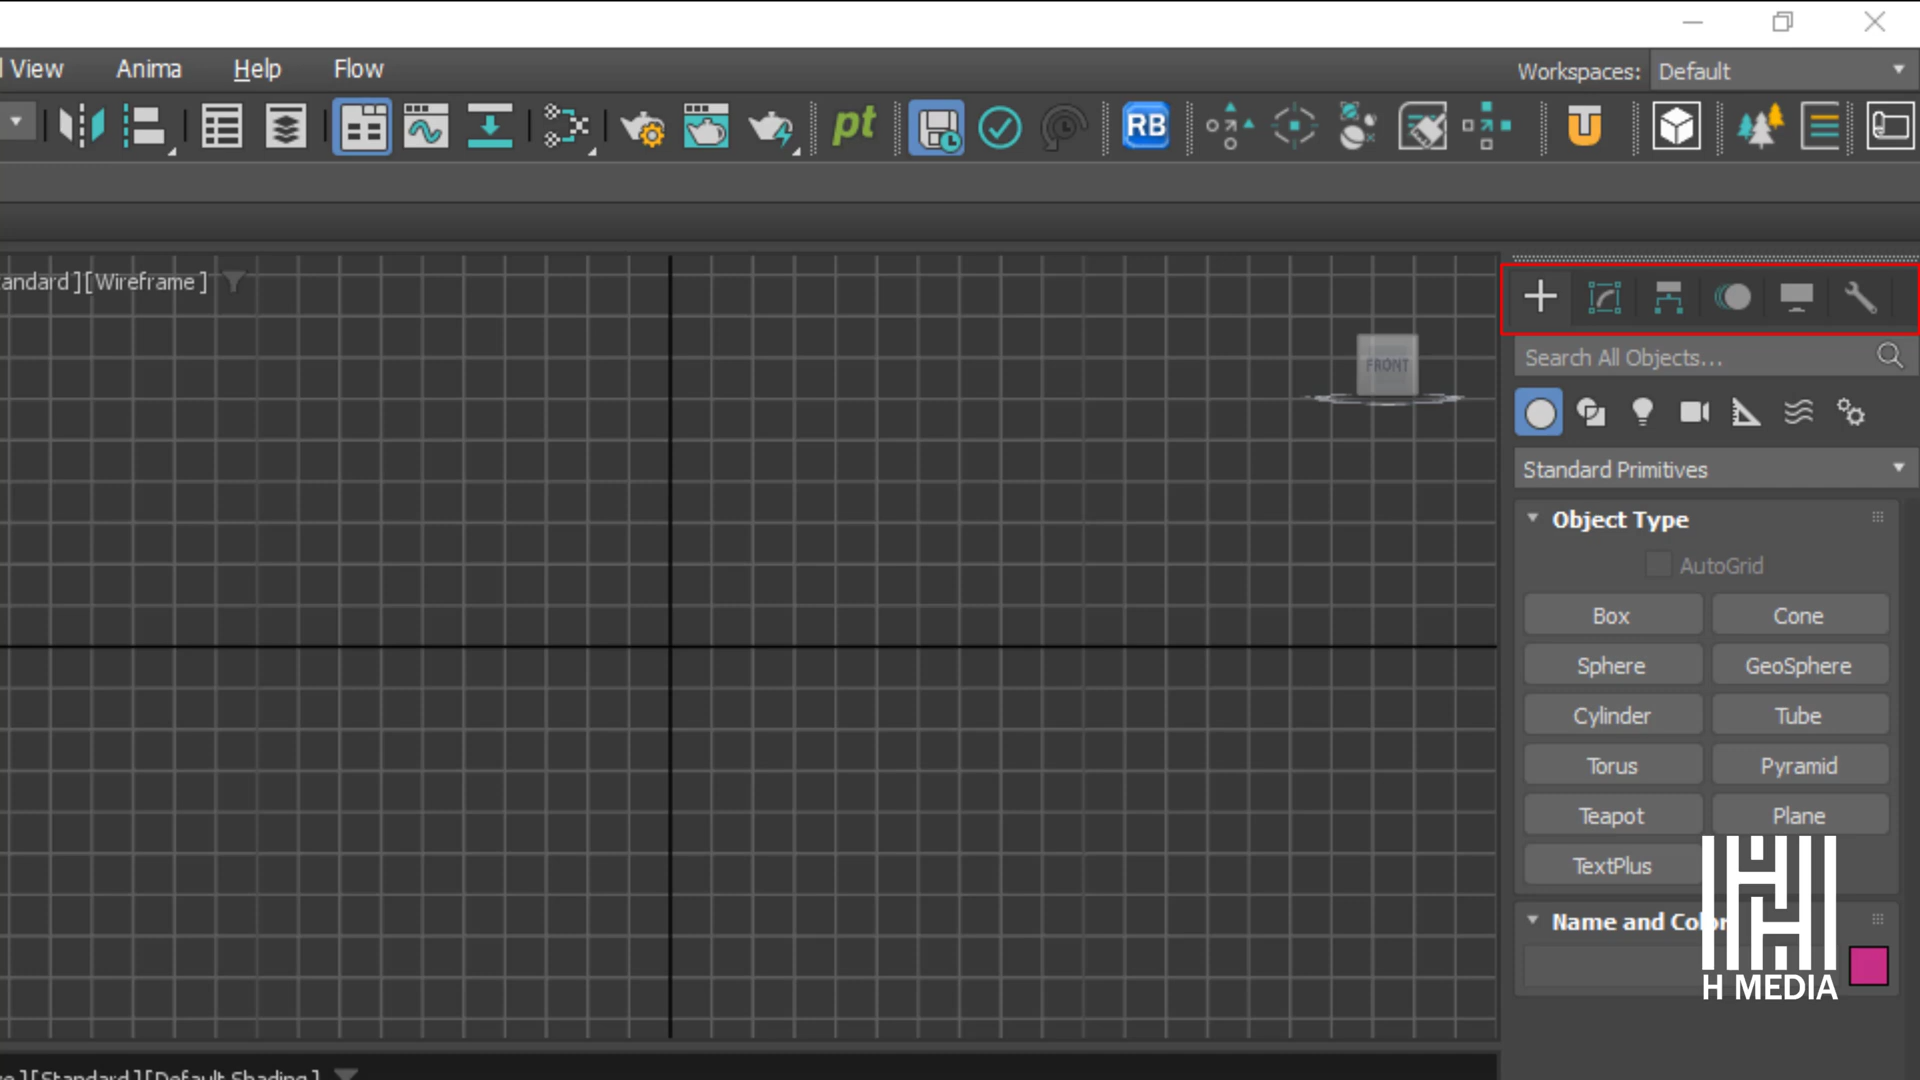 View Anima Help Flow
Workspaces: Default
pt RB
andard ] [ Wireframe ]
FRONT
Search All Objects...
Standard Primitives
Object Type
AutoGrid
Box Cone
Sphere GeoSphere
Cylinder Tube
Torus Pyramid
Teapot Plane
TextPlus
Name and Color
H MEDIA
] [ Standard ] [ Default Shading ]